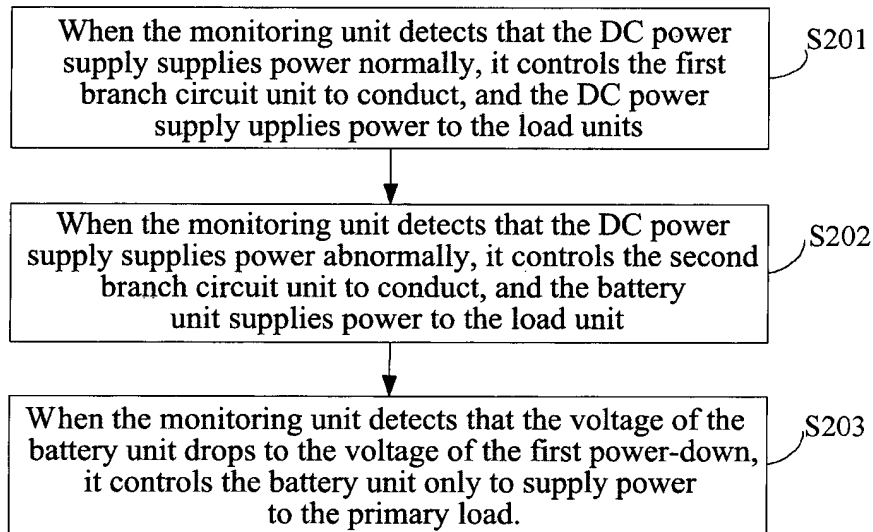 When the monitoring unit detects that the DC power
supply supplies power normally, it controls the first
branch circuit unit to conduct, and the DC power
supply upplies power to the load units
S201
When the monitoring unit detects that the DC power
supply supplies power abnormally, it controls the second
branch circuit unit to conduct, and the battery
unit supplies power to the load unit
S202
When the monitoring unit detects that the voltage of the
battery unit drops to the voltage of the first power-down,
it controls the battery unit only to supply power
to the primary load.
S203